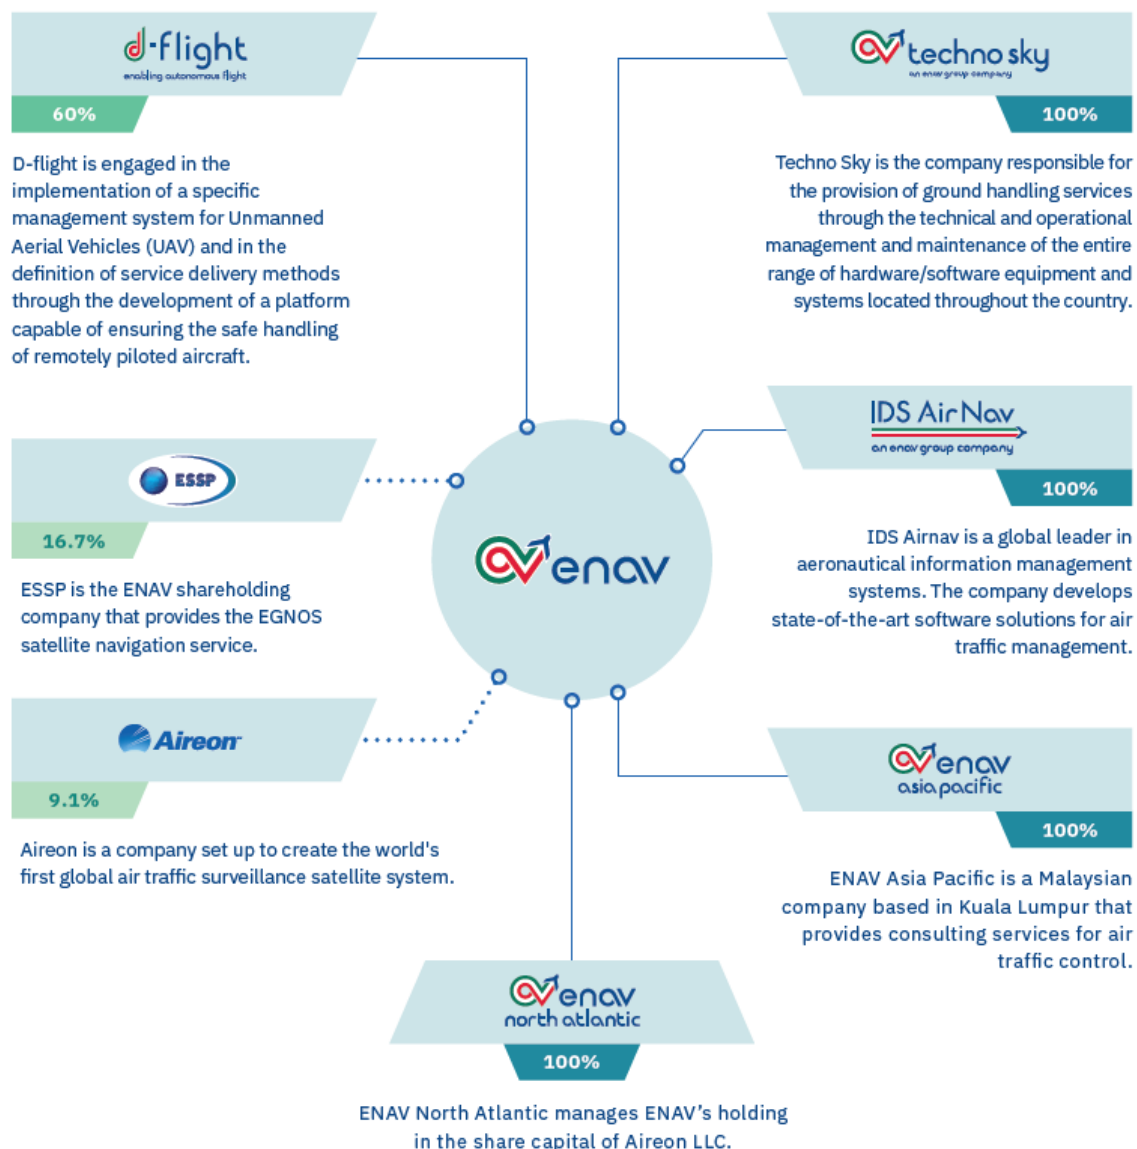 d-flight
enabling autonomous flight
60%
D-flight is engaged in the
implementation of a specific
management system for Unmanned
Aerial Vehicles (UAV) and in the
definition of service delivery methods
through the development of a platform
capable of ensuring the safe handling
of remotely piloted aircraft.
techno sky
an enav group company
100%
Techno Sky is the company responsible for
the provision of ground handling services
through the technical and operational
management and maintenance of the entire
range of hardware/software equipment and
systems located throughout the country.
ESSP
16.7%
ESSP is the ENAV shareholding
company that provides the EGNOS
satellite navigation service.
IDS AirNav
an enav group company
100%
IDS Airnav is a global leader in
aeronautical information management
systems. The company develops
state-of-the-art software solutions for air
traffic management.
enav
Aireon
9.1%
Aireon is a company set up to create the world's
first global air traffic surveillance satellite system.
enav
asia pacific
100%
ENAV Asia Pacific is a Malaysian
company based in Kuala Lumpur that
provides consulting services for air
traffic control.
enav
north atlantic
100%
ENAV North Atlantic manages ENAV’s holding
in the share capital of Aireon LLC.